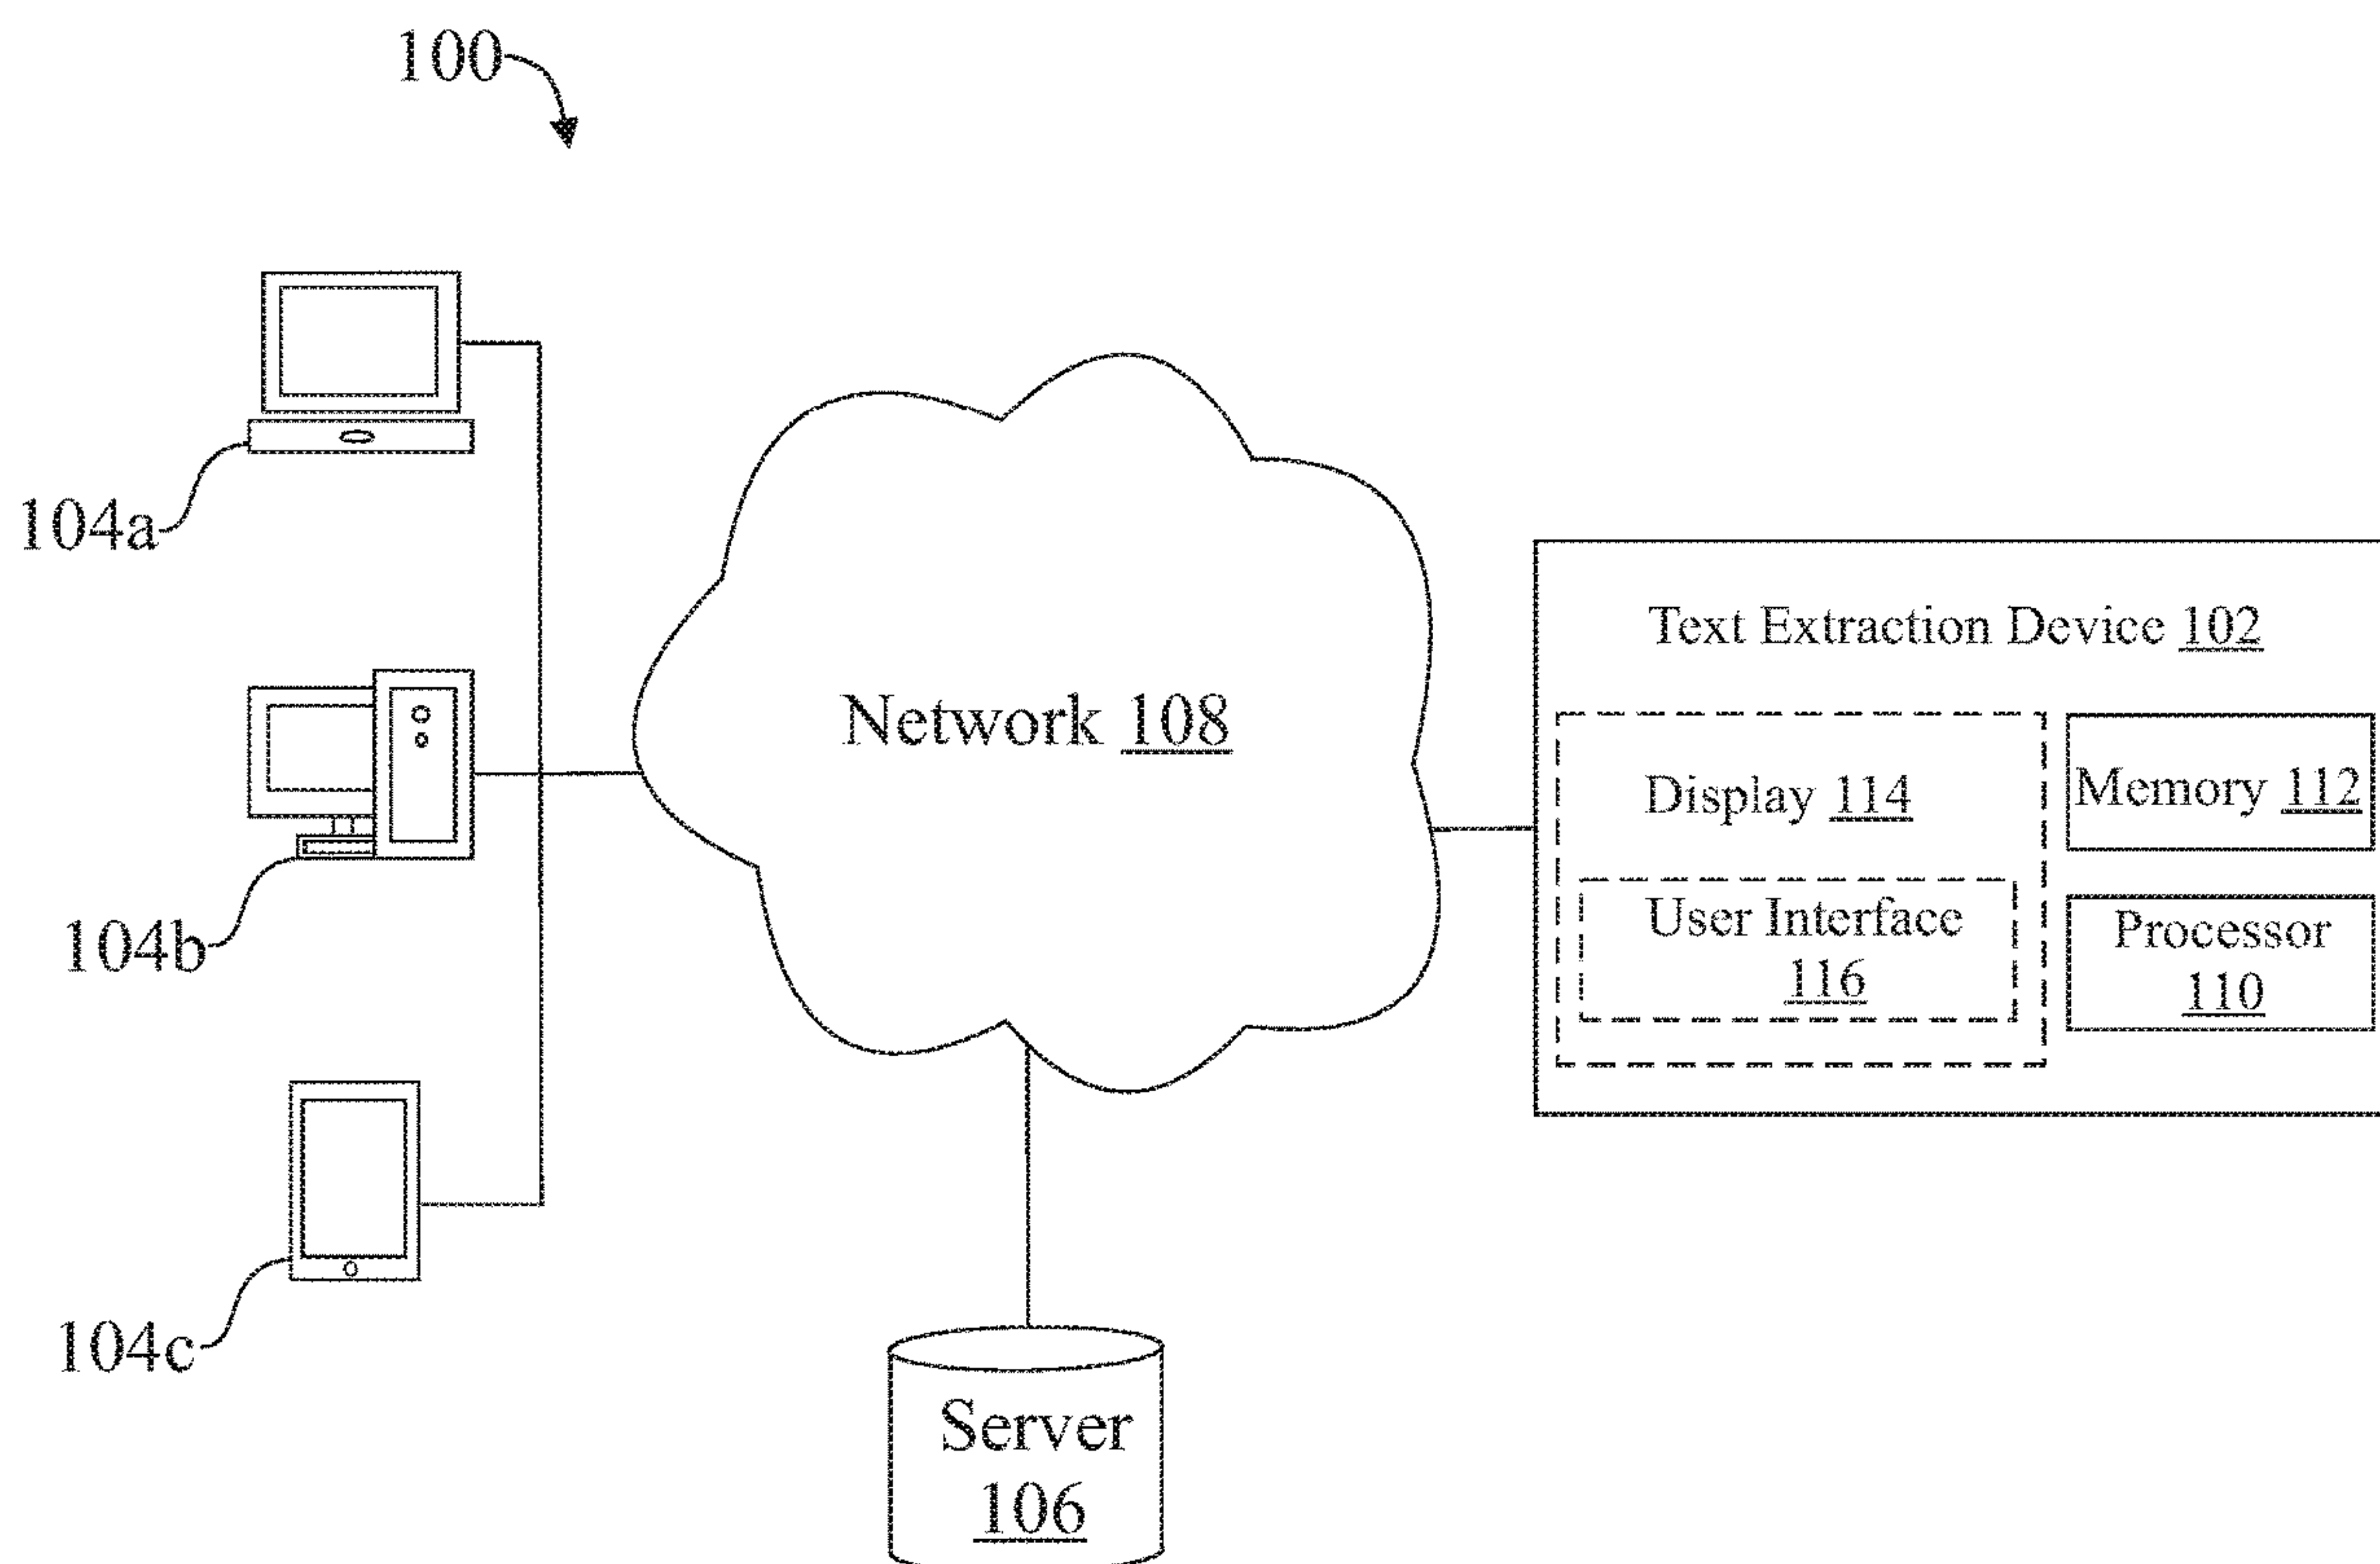 100
104a
104b
104c
Network 108
Server
106
Text Extraction Device 102
Display 114
User Interface
116
Memory 112
Processor
110